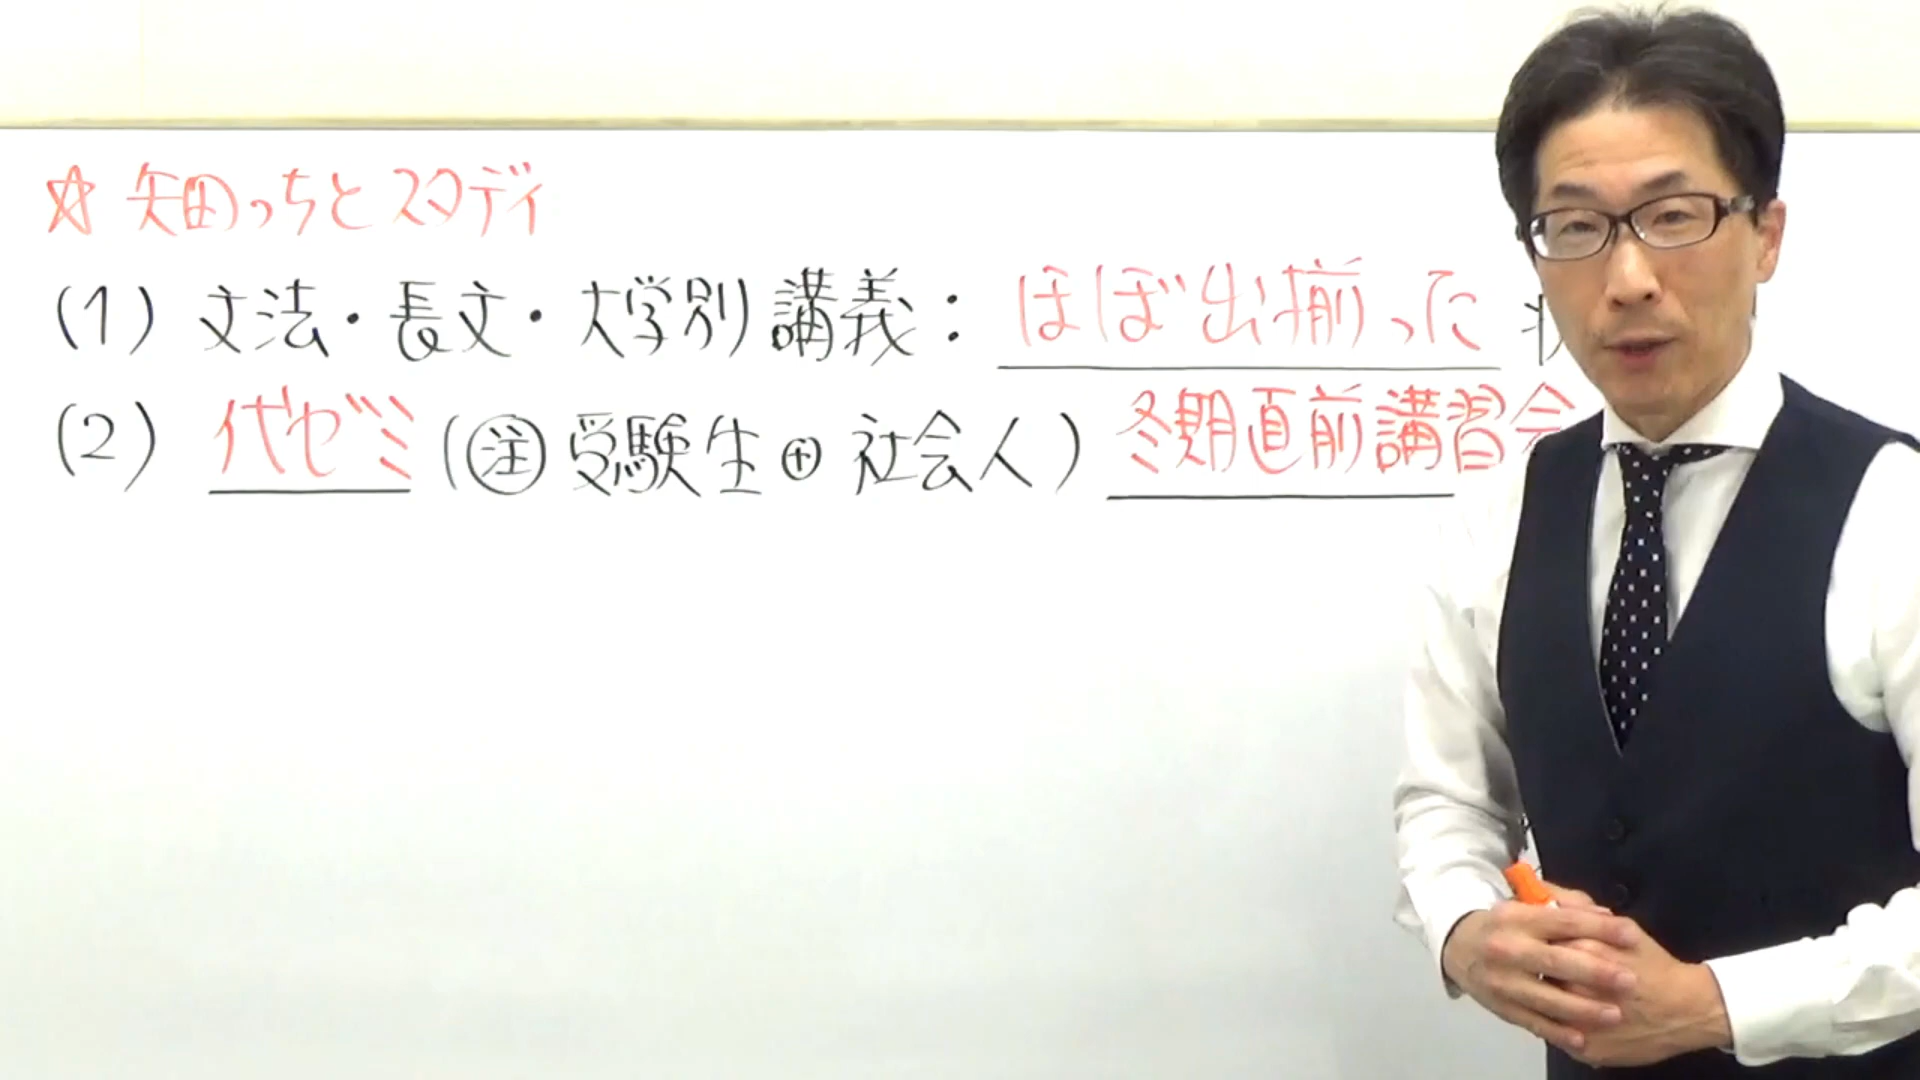 ☆ 矢田っちとスタディ
(1) 文法・長文・大学別講義：ほぼ出揃った
(2) 代ゼミ (㊟ 受験生 ⊕ 社会人) 冬期直前講習会